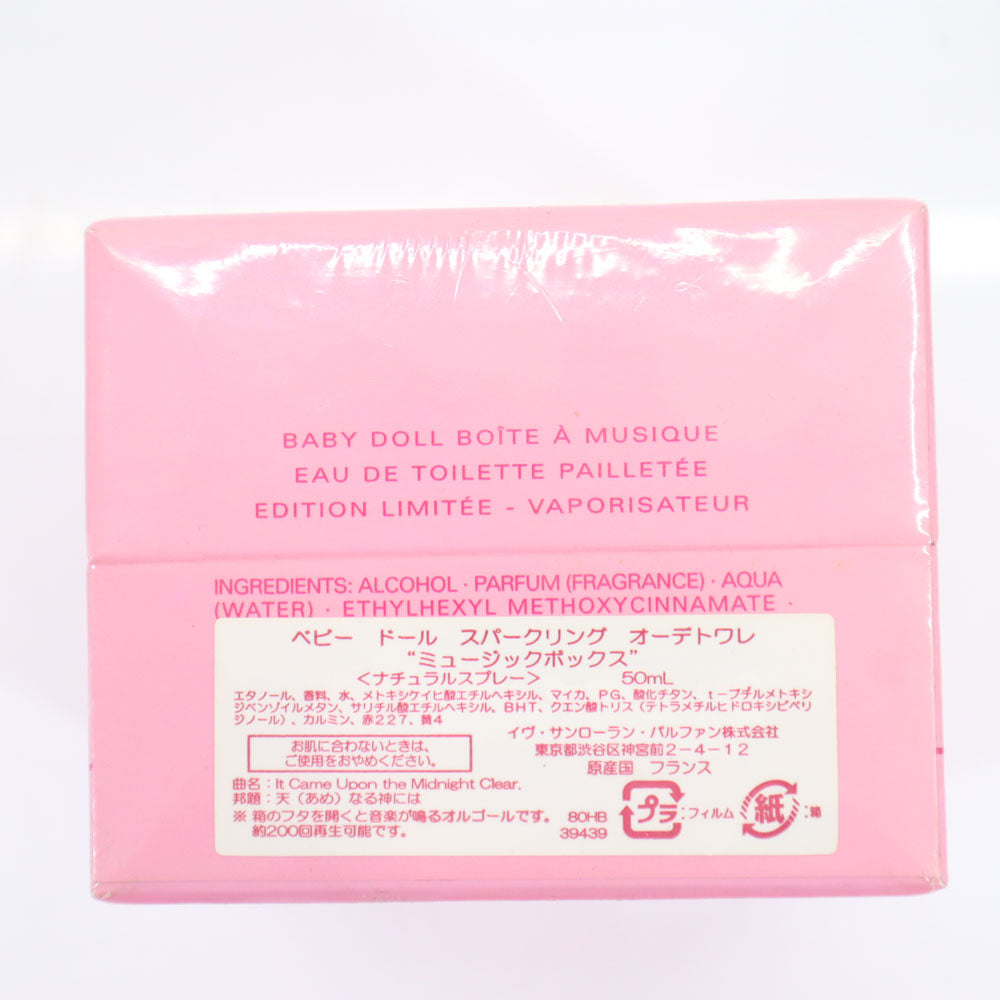 BABY DOLL BOÎTE À MUSIQUE
EAU DE TOILETTE PAILLETÉE
EDITION LIMITÉE - VAPORISATEUR
INGREDIENTS: ALCOHOL · PARFUM (FRAGRANCE) · AQUA
(WATER) · ETHYLHEXYL METHOXYCINNAMATE ·
ベビー ドール スパークリング オーデトワレ
“ミュージックボックス”
<ナチュラルスプレー> 50mL
エタノール、香料、水、メトキシケイヒ酸エチルヘキシル、マイカ、PG、酸化チタン、t－ブチルメトキシ
ジベンゾイルメタン、サリチル酸エチルヘキシル、BHT、クエン酸トリス（テトラメチルヒドロキシピペリ
ジノール）、カルミン、赤227、黄4
お肌に合わないときは、
ご使用をおやめください。
イヴ・サンローラン・パルファン株式会社
東京都渋谷区神宮前2－4－12
原産国 フランス
曲名：It Came Upon the Midnight Clear.
邦題：天（あめ）なる神には
※ 箱のフタを開くと音楽が鳴るオルゴールです。
約200回再生可能です。
80HB
39439
プラ：フィルム
紙：箱